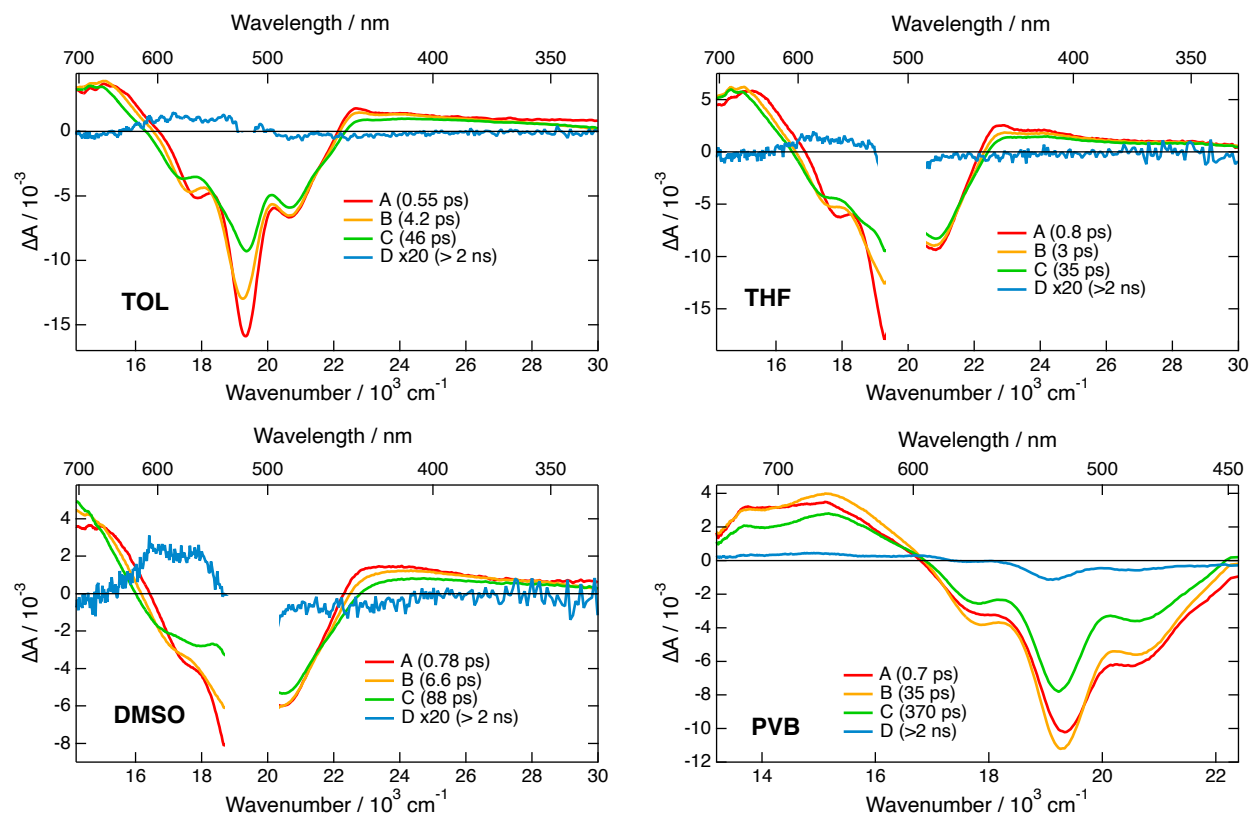 Wavelength / nm
700 600 500 400
0
-5
-10
-15
ΔA / 10⁻³
A (0.55 ps)
B (4.2 ps)
C (46 ps)
D x20 (> 2 ns)
TOL
16 18 20 22 24 26 28 30
Wavenumber / 10³ cm⁻¹
Wavelength / nm
700 600 500 400
5
0
-5
-10
-15
ΔA / 10⁻³
A (0.8 ps)
B (3 ps)
C (35 ps)
D x20 (>2 ns)
THF
16 18 20 22 24 26 28 30
Wavenumber / 10³ cm⁻¹
Wavelength / nm
700 600 500 400 350
4
2
0
-2
-4
-6
-8
ΔA / 10⁻³
A (0.78 ps)
B (6.6 ps)
C (88 ps)
D x20 (> 2 ns)
DMSO
16 18 20 22 24 26 28 30
Wavenumber / 10³ cm⁻¹
Wavelength / nm
700 600 500 450
4
2
0
-2
-4
-6
-8
-10
-12
ΔA / 10⁻³
A (0.7 ps)
B (35 ps)
C (370 ps)
D (>2 ns)
PVB
14 16 18 20 22
Wavenumber / 10³ cm⁻¹